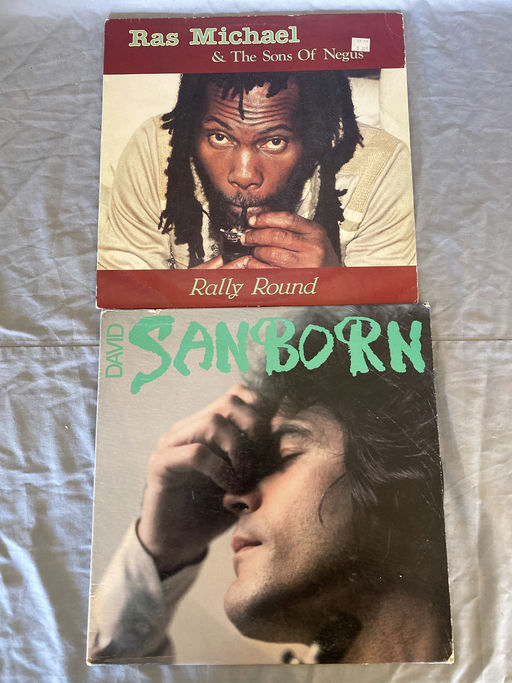 Ras Michael
& The Sons Of Negus
Rally Round
DAVID
SANBORN